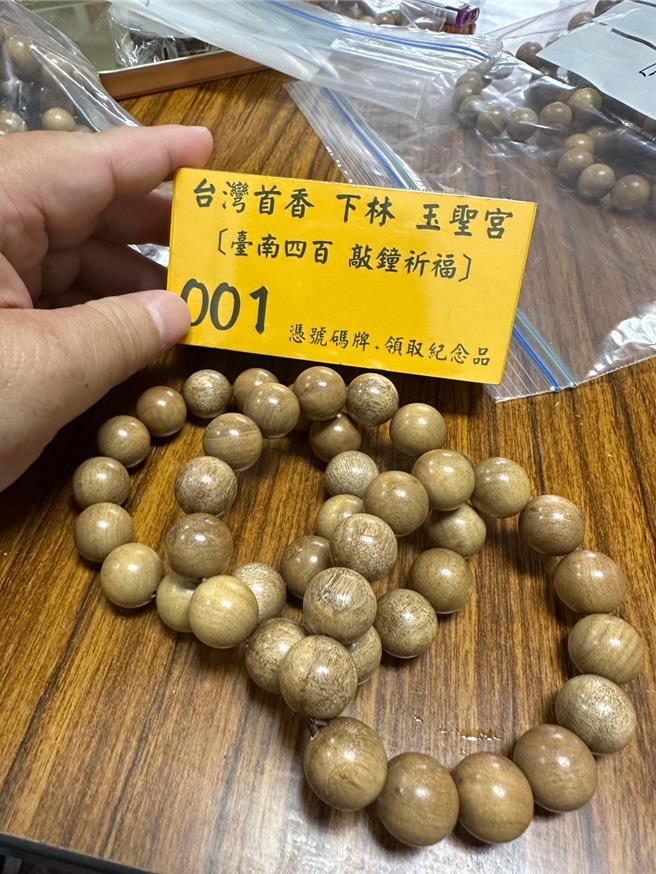 台灣首香 下林 玉聖宮
〔臺南四百 敲鐘祈福〕
001
憑號碼牌.領取紀念品